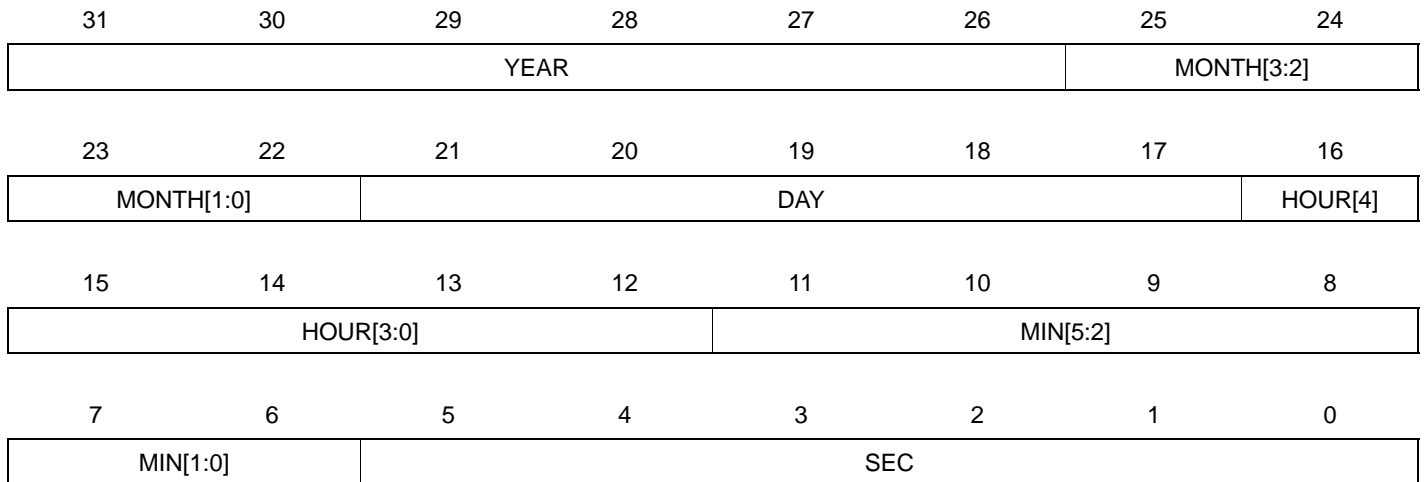 31 30 29 28 27 26 25 24
YEAR MONTH[3:2]
23 22 21 20 19 18 17 16
MONTH[1:0] DAY HOUR[4]
15 14 13 12 11 10 9 8
HOUR[3:0] MIN[5:2]
7 6 5 4 3 2 1 0
MIN[1:0] SEC